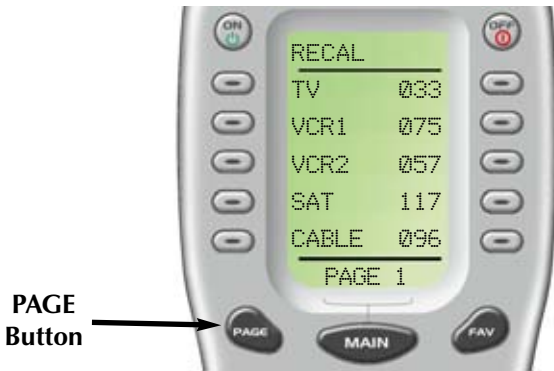 ON OFF
RECAL
TV 033
VCR1 075
VCR2 057
SAT 117
CABLE 096
PAGE 1
PAGE
Button
PAGE MAIN FAV